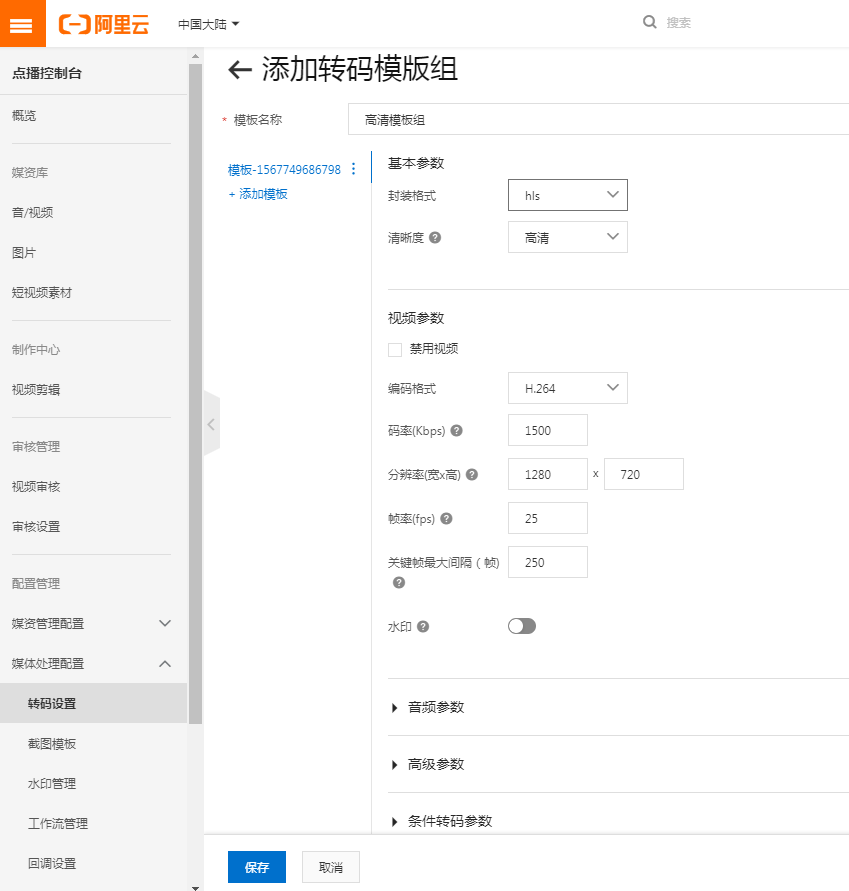 阿里云
中国大陆
搜索
点播控制台
概览
媒资库
音/视频
图片
短视频素材
制作中心
视频剪辑
审核管理
视频审核
审核设置
配置管理
媒资管理配置
媒体处理配置
转码设置
截图模板
水印管理
工作流管理
回调设置
添加转码模版组
* 模板名称
高清模板组
模板-1567749686798
+ 添加模板
基本参数
封装格式 hls
清晰度 ? 高清
视频参数
禁用视频
编码格式 H.264
码率(Kbps) ? 1500
分辨率(宽x高) ? 1280 x 720
帧率(fps) ? 25
关键帧最大间隔（帧） 250
?
水印 ?
音频参数
高级参数
条件转码参数
保存 取消